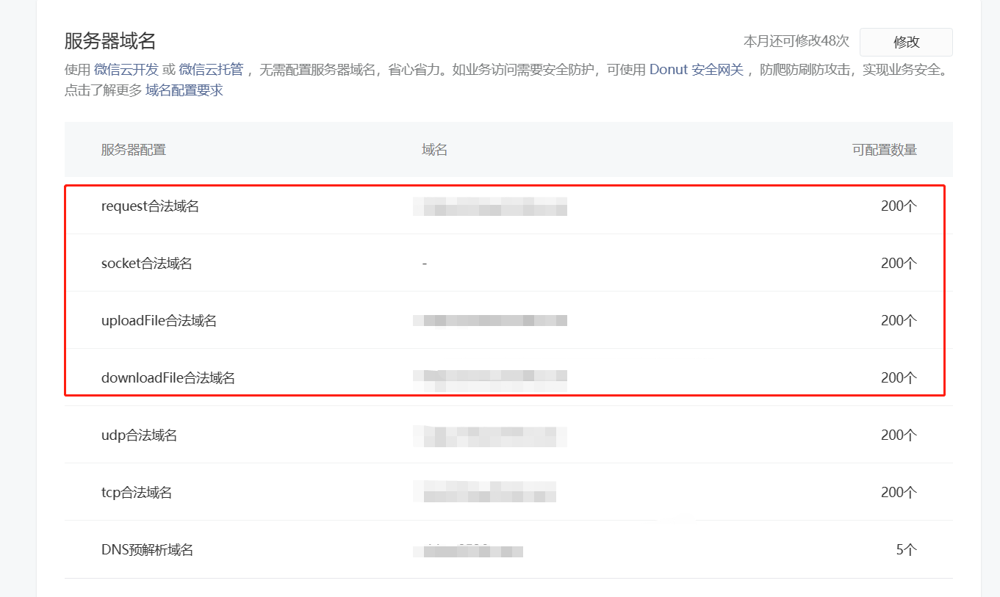 服务器域名
本月还可修改48次
修改
使用 微信云开发 或 微信云托管 ，无需配置服务器域名，省心省力。如业务访问需要安全防护，可使用 Donut 安全网关 ，防爬防刷防攻击，实现业务安全。
点击了解更多 域名配置要求
服务器配置 域名 可配置数量
request合法域名 200个
socket合法域名 - 200个
uploadFile合法域名 200个
downloadFile合法域名 200个
udp合法域名 200个
tcp合法域名 200个
DNS预解析域名 5个